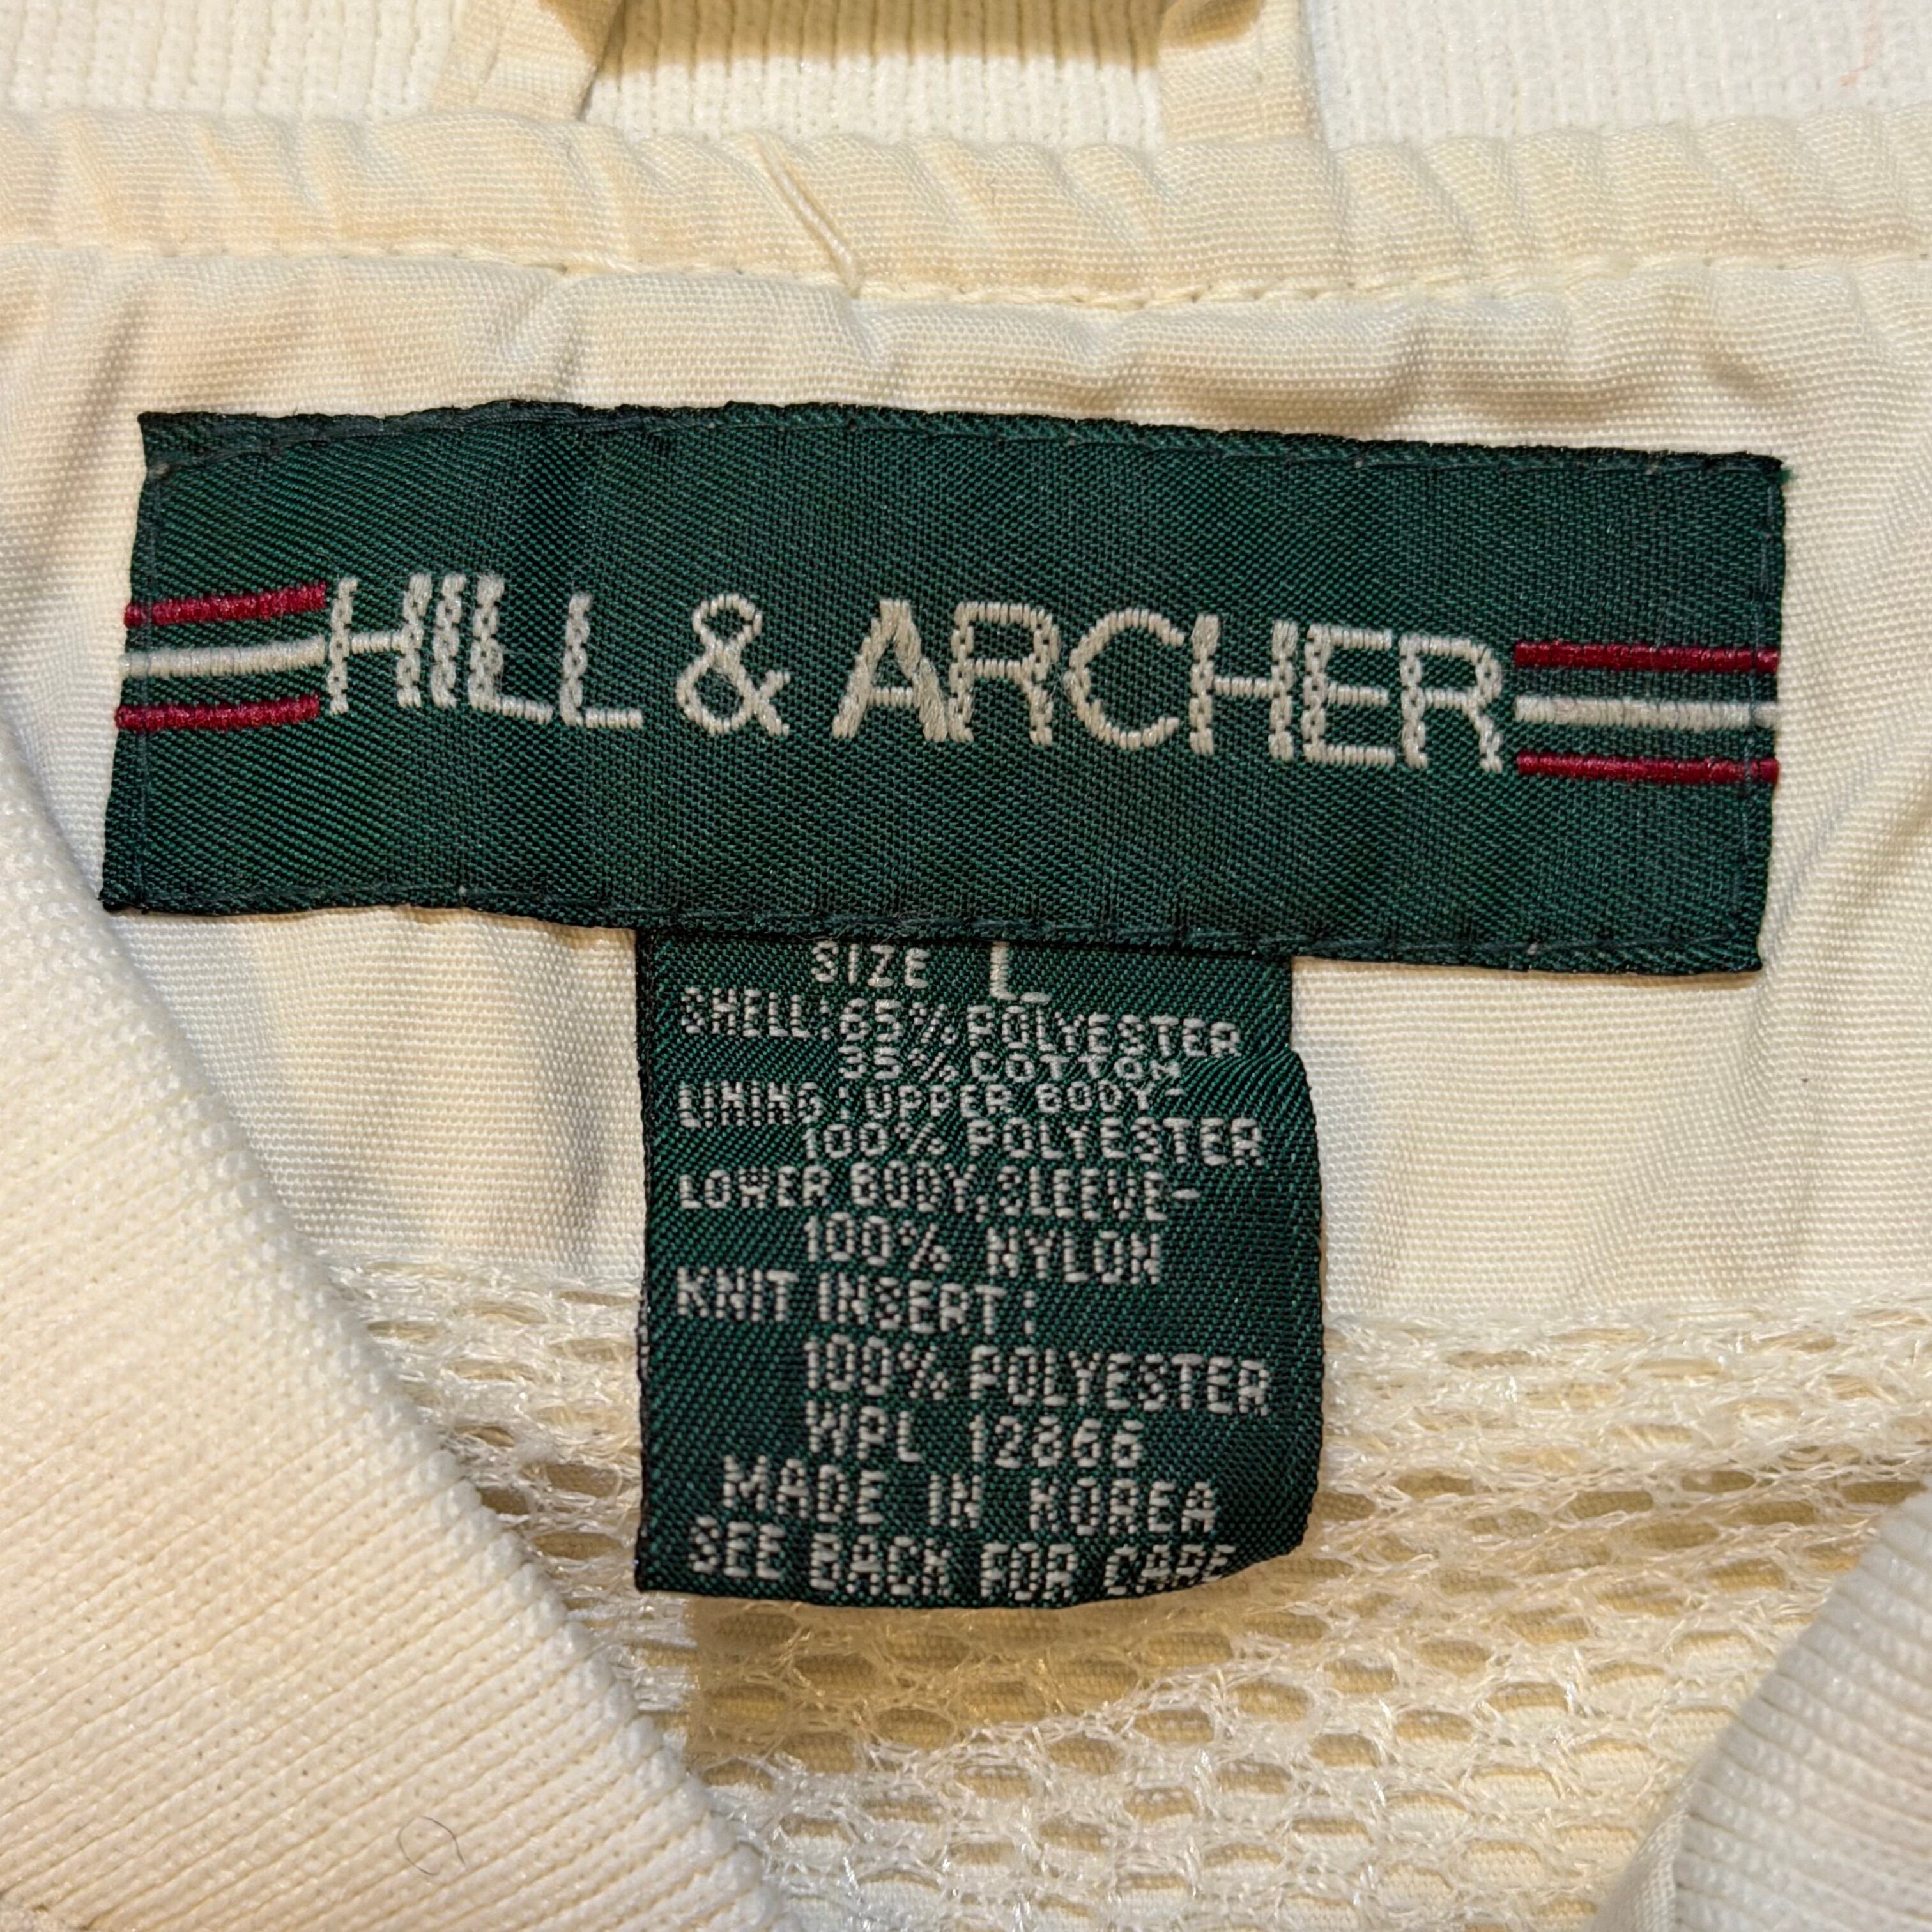 HILL & ARCHER
SIZE L
SHELL: 65% POLYESTER
35% COTTON
LINING: UPPER BODY-
100% POLYESTER
LOWER BODY, SLEEVE-
100% NYLON
KNIT INSERT:
100% POLYESTER
WPL 12866
MADE IN KOREA
SEE BACK FOR CARE